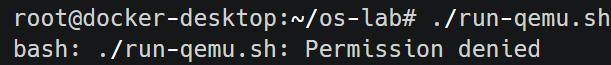 root@docker-desktop:~/os-lab# ./run-qemu.sh
bash: ./run-qemu.sh: Permission denied